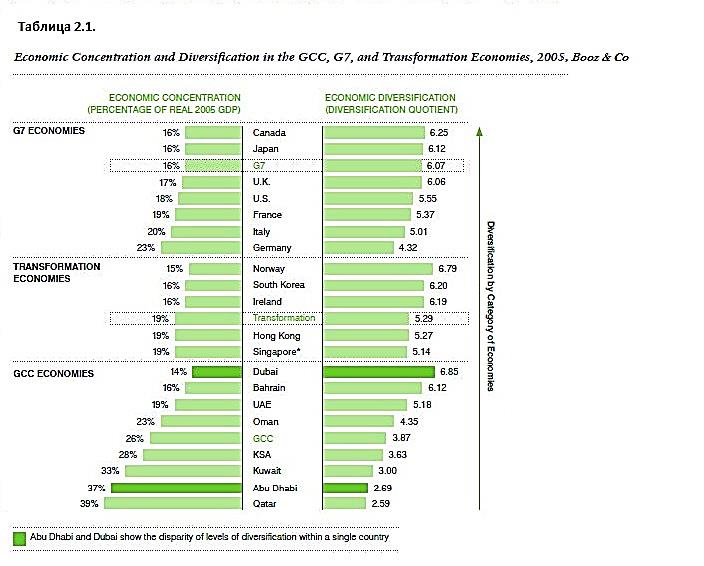 Таблица 2.1.
Economic Concentration and Diversification in the GCC, G7, and Transformation Economies, 2005, Booz & Co
ECONOMIC CONCENTRATION
(PERCENTAGE OF REAL 2005 GDP)
ECONOMIC DIVERSIFICATION
(DIVERSIFICATION QUOTIENT)
G7 ECONOMIES
16% Canada 6.25
16% Japan 6.12
16% G7 6.07
17% U.K. 6.06
18% U.S. 5.55
19% France 5.37
20% Italy 5.01
23% Germany 4.32
TRANSFORMATION
ECONOMIES
15% Norway 6.79
16% South Korea 6.20
16% Ireland 6.19
19% Transformation 5.29
19% Hong Kong 5.27
19% Singapore* 5.14
GCC ECONOMIES
14% Dubai 6.85
16% Bahrain 6.12
19% UAE 5.18
23% Oman 4.35
26% GCC 3.87
28% KSA 3.63
33% Kuwait 3.00
37% Abu Dhabi 2.69
39% Qatar 2.59
Diversification by Category of Economies
Abu Dhabi and Dubai show the disparity of levels of diversification within a single country